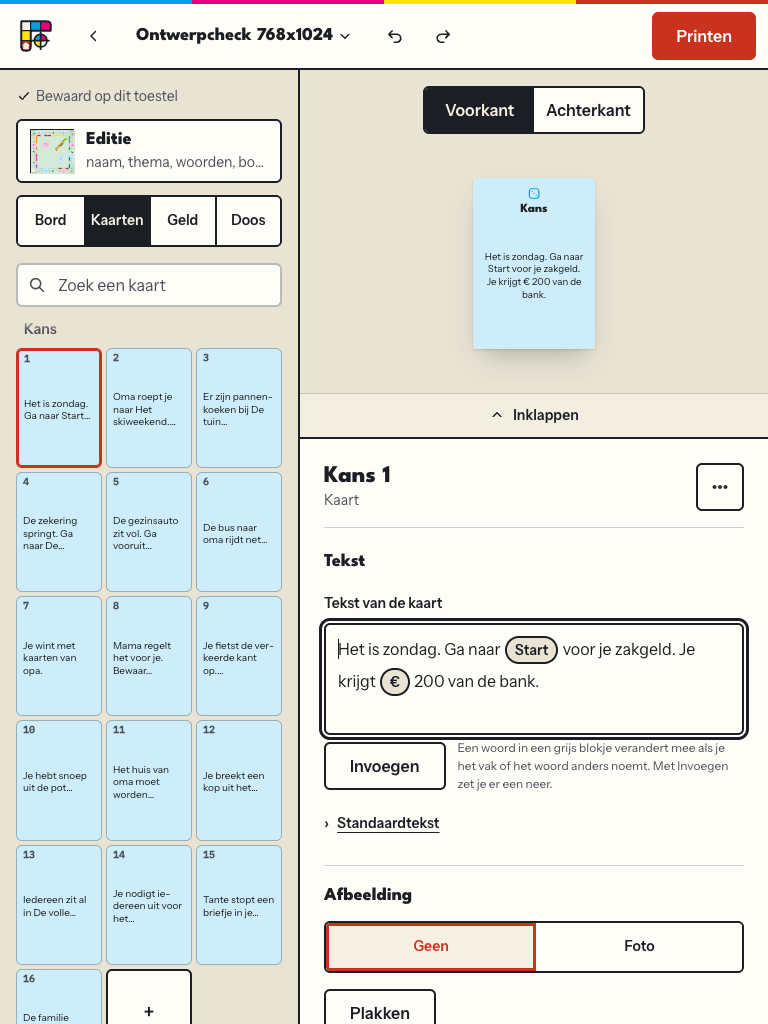 Ontwerpcheck 768x1024
Printen
Bewaard op dit toestel
Editie
naam, thema, woorden, bo...
Bord
Kaarten
Geld
Doos
Zoek een kaart
Kans
1
Het is zondag.
Ga naar Start...
2
Oma roept je
naar Het
skiweekend....
3
Er zijn pannen-
koeken bij De
tuin...
4
De zekering
springt. Ga
naar De...
5
De gezinsauto
zit vol. Ga
vooruit...
6
De bus naar
oma rijdt net...
7
Je wint met
kaarten van
opa.
8
Mama regelt
het voor je.
Bewaar...
9
Je fietst de ver-
keerde kant
op....
10
Je hebt snoep
uit de pot...
11
Het huis van
oma moet
worden...
12
Je breekt een
kop uit het...
13
Iedereen zit al
in De volle...
14
Je nodigt ie-
dereen uit voor
het...
15
Tante stopt een
briefje in je...
16
De familie
+
Voorkant
Achterkant
Kans
Het is zondag. Ga naar
Start voor je zakgeld.
Je krijgt € 200 van de
bank.
Inklappen
Kans 1
Kaart
...
Tekst
Tekst van de kaart
Het is zondag. Ga naar Start voor je zakgeld. Je
krijgt € 200 van de bank.
Invoegen
Een woord in een grijs blokje verandert mee als je
het vak of het woord anders noemt. Met Invoegen
zet je er een neer.
› Standaardtekst
Afbeelding
Geen
Foto
Plakken